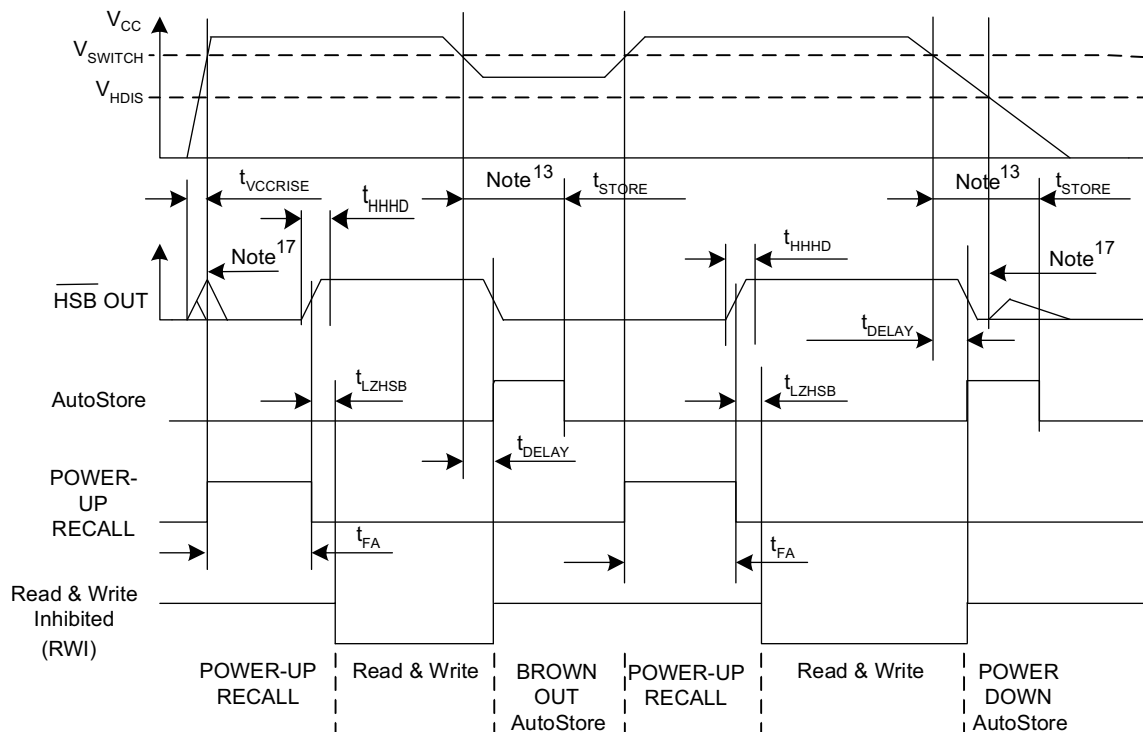 VCC
VSWITCH
VHDIS
tVCCRISE
Note13
tSTORE
Note13
tSTORE
tHHHD
tHHHD
Note17
Note17
HSB OUT
tDELAY
tLZHSB
tLZHSB
AutoStore
tDELAY
POWER-
UP
RECALL
tFA
tFA
Read & Write
Inhibited
(RWI)
POWER-UP
RECALL
Read & Write
BROWN
OUT
AutoStore
POWER-UP
RECALL
Read & Write
POWER
DOWN
AutoStore